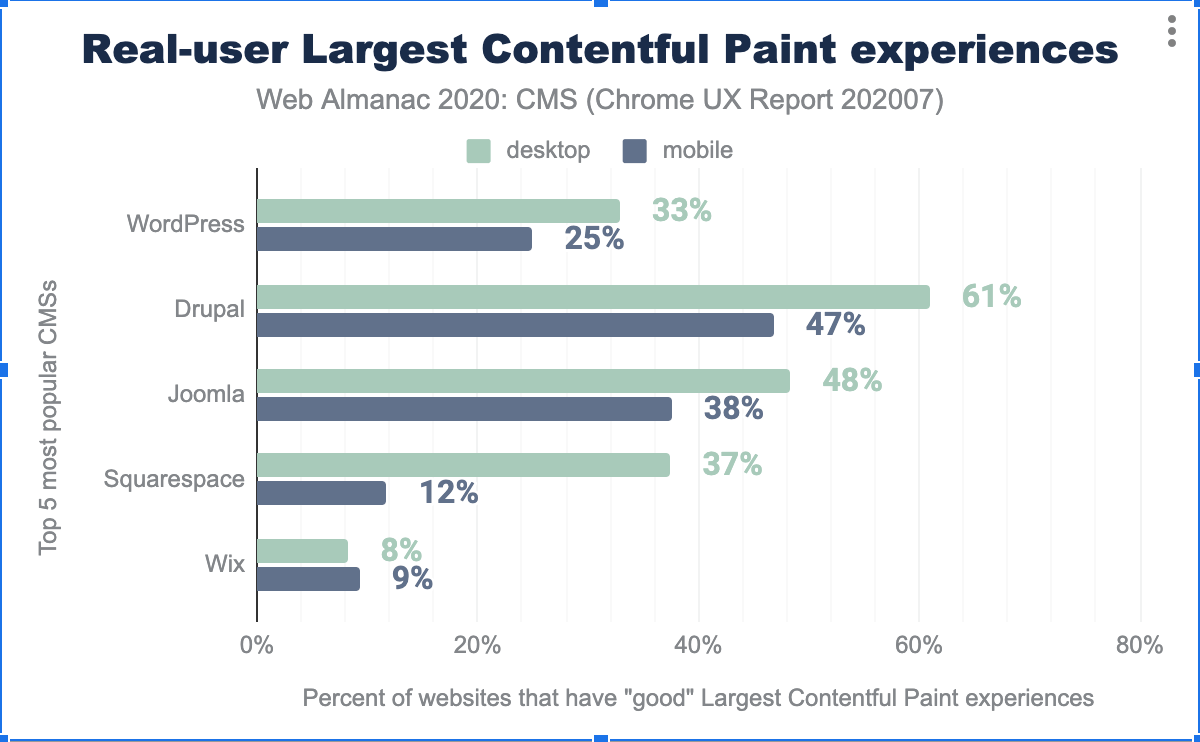 Real-user Largest Contentful Paint experiences
Web Almanac 2020: CMS (Chrome UX Report 202007)
desktop mobile
Top 5 most popular CMSs
WordPress 33%
25%
Drupal 61%
47%
Joomla 48%
38%
Squarespace 37%
12%
Wix 8%
9%
0% 20% 40% 60% 80%
Percent of websites that have "good" Largest Contentful Paint experiences